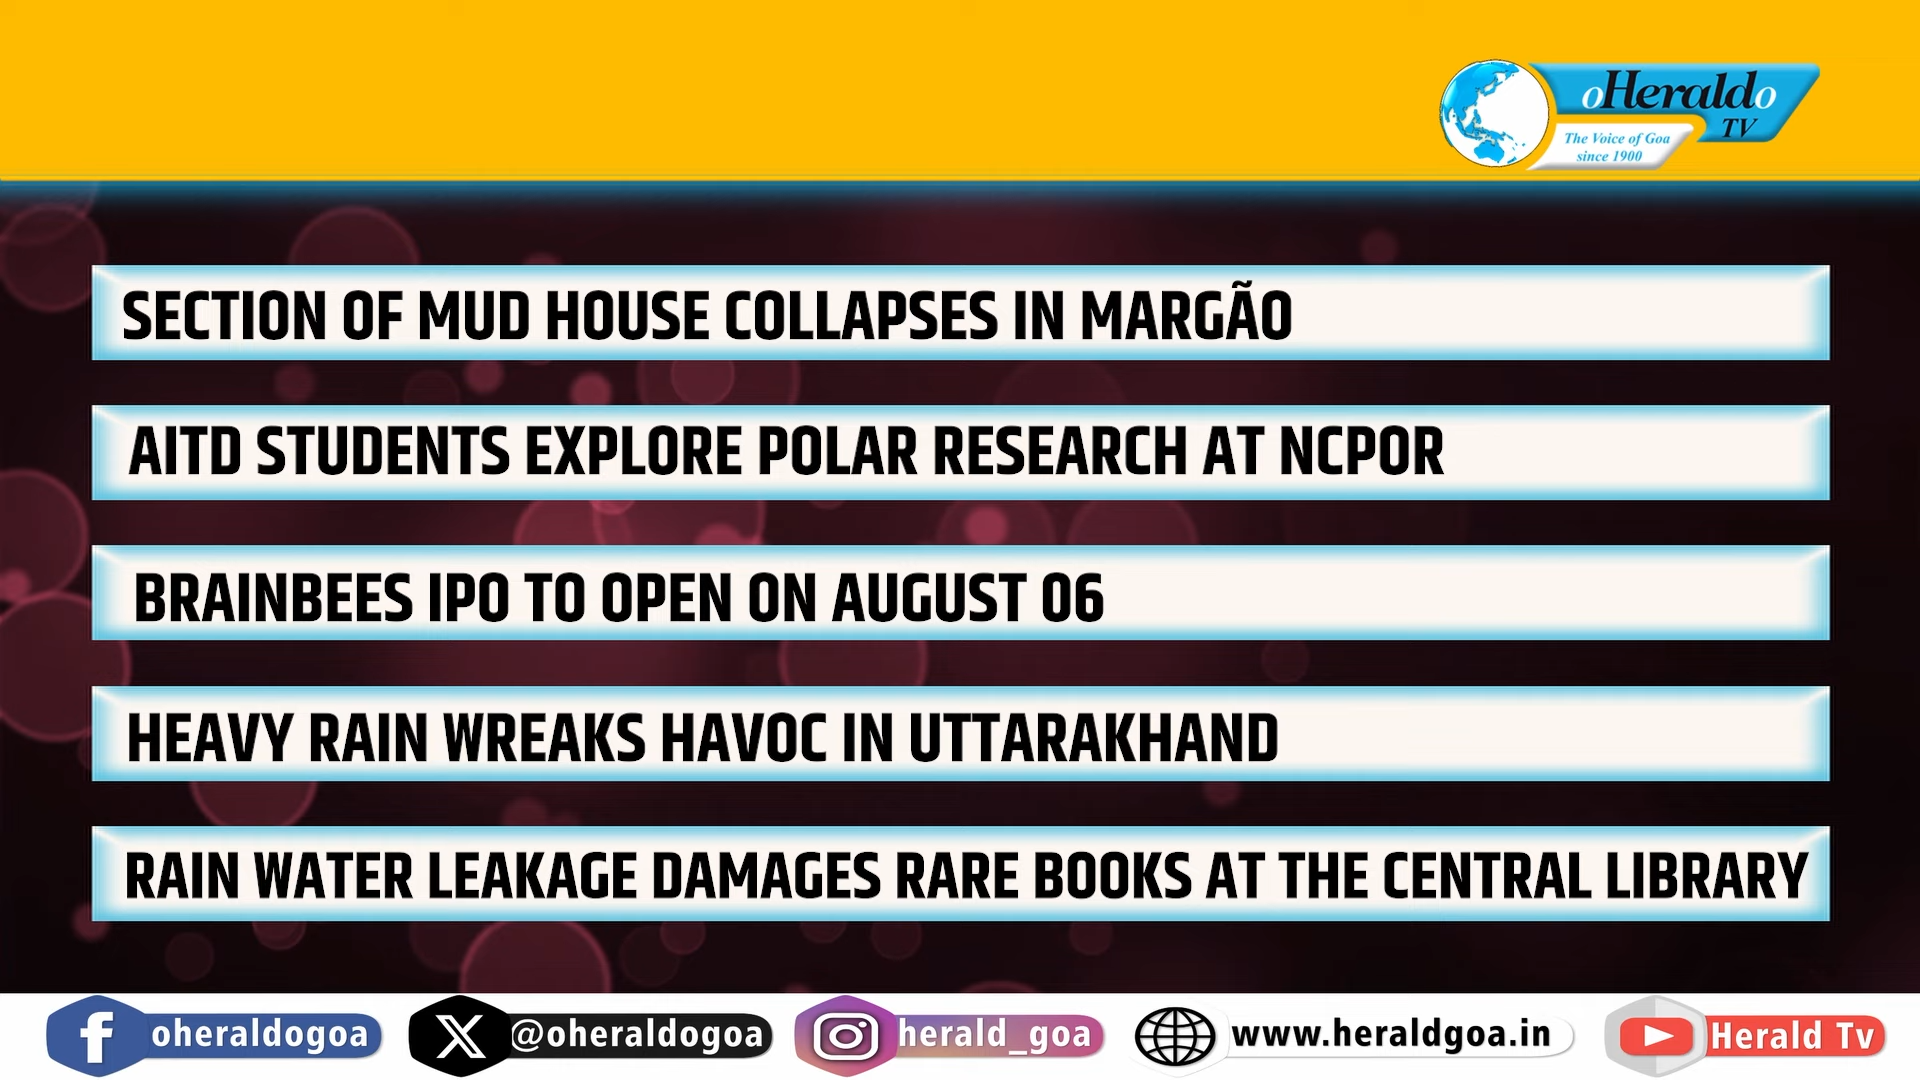 oHeraldo
TV
The Voice of Goa
since 1900
SECTION OF MUD HOUSE COLLAPSES IN MARGÃO
AITD STUDENTS EXPLORE POLAR RESEARCH AT NCPOR
BRAINBEES IPO TO OPEN ON AUGUST 06
HEAVY RAIN WREAKS HAVOC IN UTTARAKHAND
RAIN WATER LEAKAGE DAMAGES RARE BOOKS AT THE CENTRAL LIBRARY
oheraldogoa @oheraldogoa herald_goa www.heraldgoa.in Herald Tv